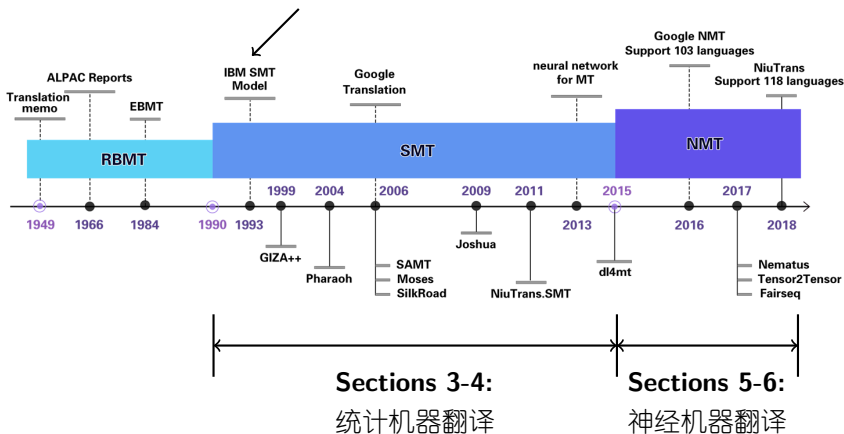 Google NMT
Support 103 languages
IBM SMT
Model
ALPAC Reports
Google
Translation
neural network
for MT
NiuTrans
Support 118 languages
Translation
memo
EBMT
RBMT
SMT
NMT
1999
2004
2006
2009
2011
2015
2017
1949
1966
1984
1990
1993
2013
2016
2018
GIZA++
Pharaoh
SAMT
Moses
SilkRoad
Joshua
NiuTrans.SMT
dl4mt
Nematus
Tensor2Tensor
Fairseq
Sections 3-4:
统计机器翻译
Sections 5-6:
神经机器翻译